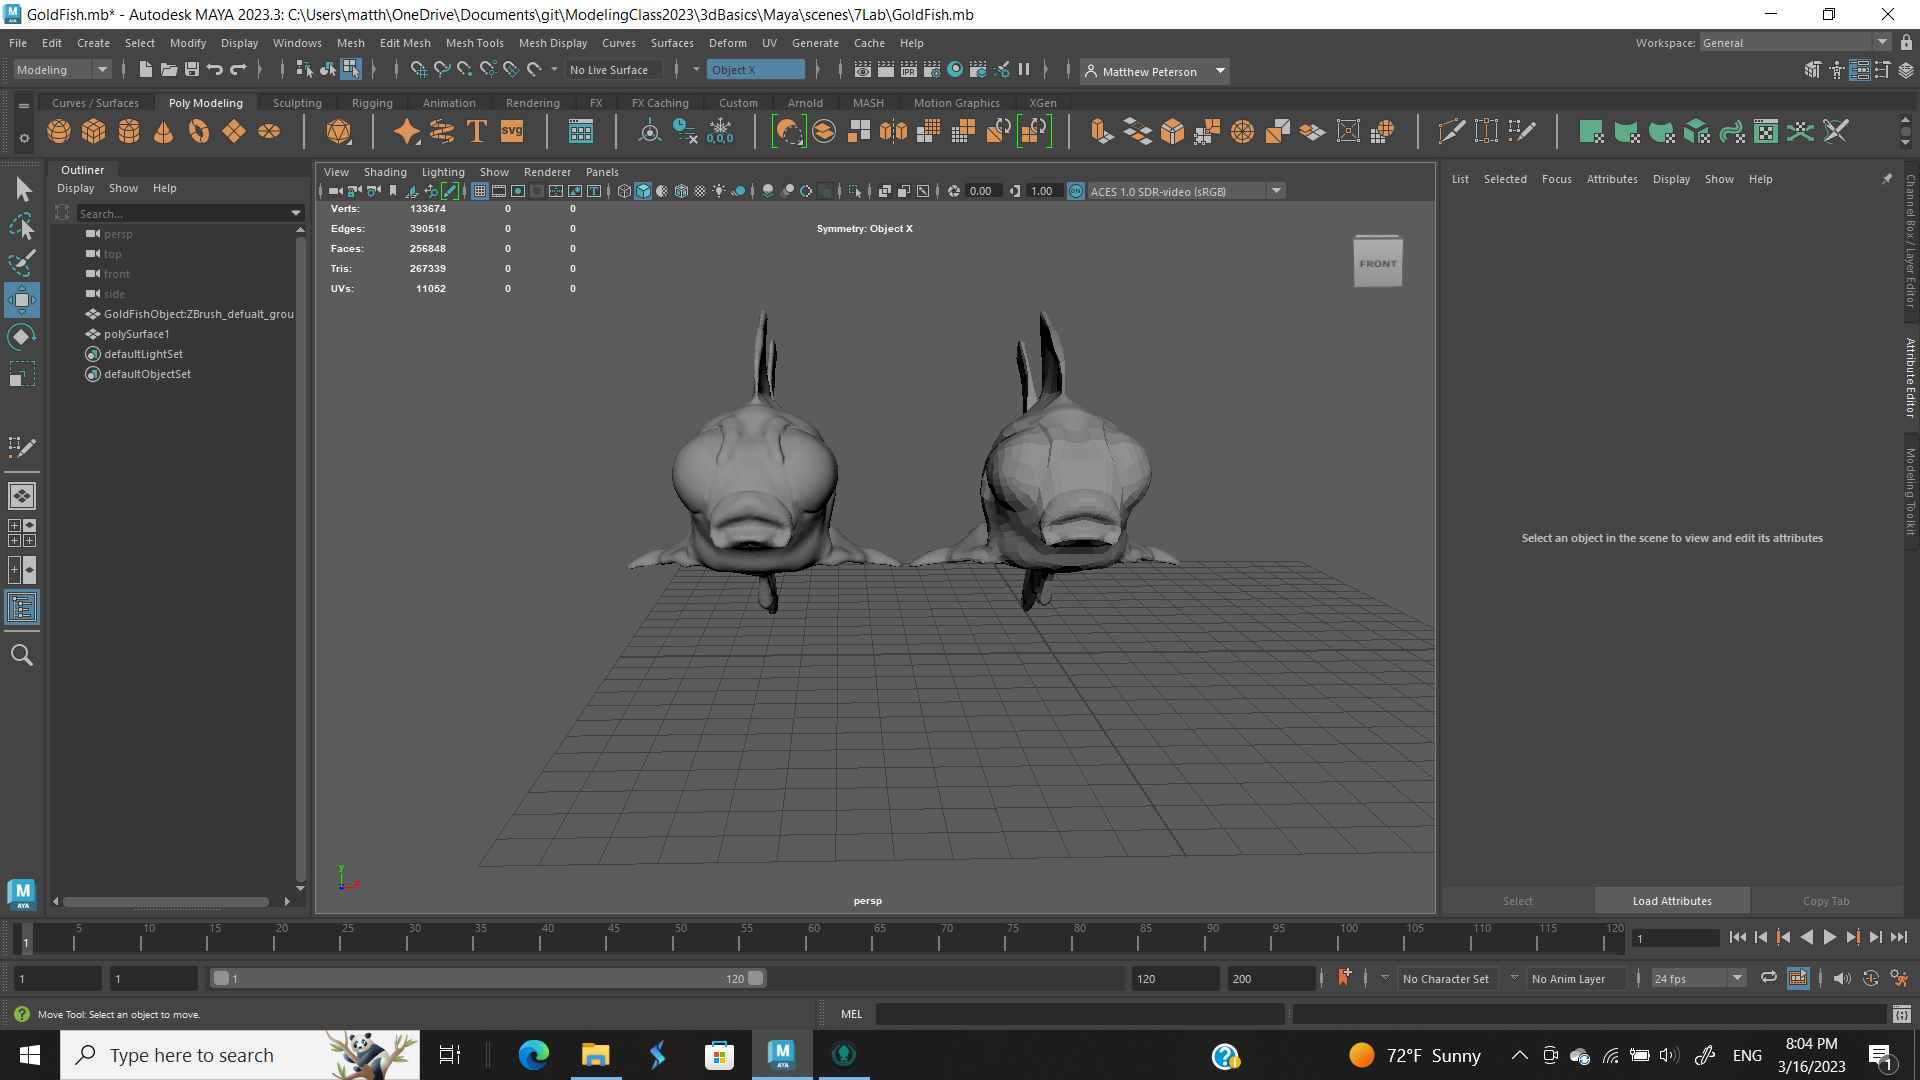 GoldFish.mb* - Autodesk MAYA 2023.3: C:\Users\matth\OneDrive\Documents\git\ModelingClass2023\3dBasics\Maya\scenes\7Lab\GoldFish.mb
File Edit Create Select Modify Display Windows Mesh Edit Mesh Mesh Tools Mesh Display Curves Surfaces Deform UV Generate Cache Help Workspace: General
Modeling No Live Surface Object X IPR Matthew Peterson
Curves / Surfaces Poly Modeling Sculpting Rigging Animation Rendering FX FX Caching Custom Arnold MASH Motion Graphics XGen
T SVG 0,0,0
Outliner
Display Show Help
Search...
persp
top
front
side
GoldFishObject:ZBrush_defualt_grou
polySurface1
defaultLightSet
defaultObjectSet
View Shading Lighting Show Renderer Panels
0.00 1.00 ON ACES 1.0 SDR-video (sRGB)
Verts: 133674 0 0
Edges: 390518 0 0
Faces: 256848 0 0
Tris: 267339 0 0
UVs: 11052 0 0
Symmetry: Object X
FRONT
y
x
persp
List Selected Focus Attributes Display Show Help
Select an object in the scene to view and edit its attributes
Select Load Attributes Copy Tab
Channel Box / Layer Editor
Attribute Editor
Modeling Toolkit
M
AYA
1 5 10 15 20 25 30 35 40 45 50 55 60 65 70 75 80 85 90 95 100 105 110 115 120 1
1 1 1 120 120 200 No Character Set No Anim Layer 24 fps
Move Tool: Select an object to move. MEL
Type here to search M AYA 72°F Sunny ENG 8:04 PM
3/16/2023 1